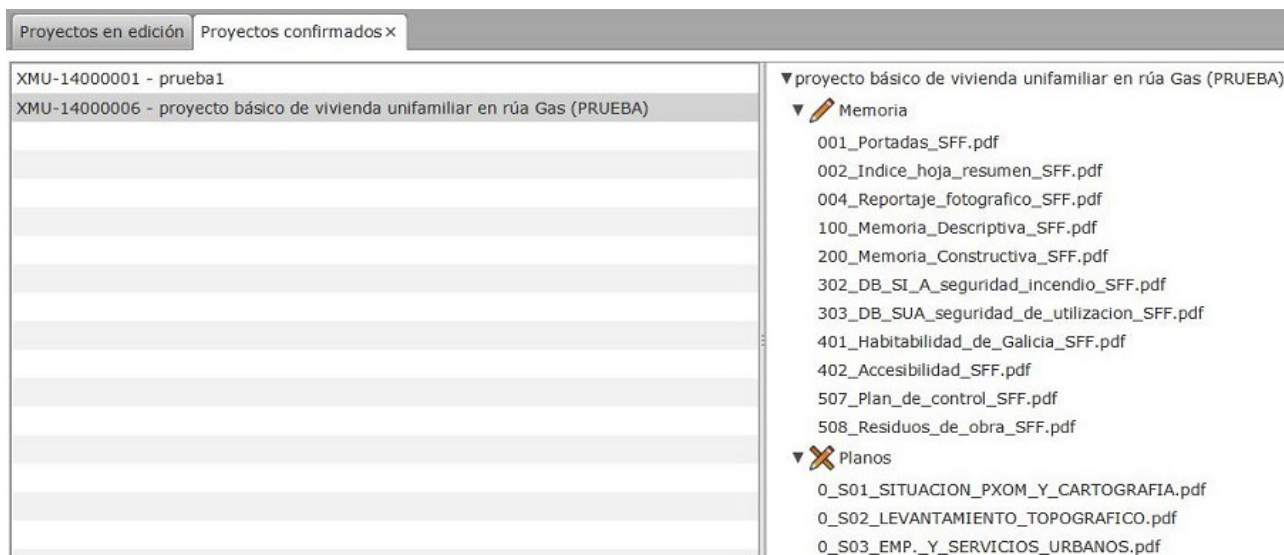 Proyectos en edición
Proyectos confirmados ×
XMU-14000001 - prueba1
XMU-14000006 - proyecto básico de vivienda unifamiliar en rúa Gas (PRUEBA)
proyecto básico de vivienda unifamiliar en rúa Gas (PRUEBA)
Memoria
001_Portadas_SFF.pdf
002_Indice_hoja_resumen_SFF.pdf
004_Reportaje_fotografico_SFF.pdf
100_Memoria_Descriptiva_SFF.pdf
200_Memoria_Constructiva_SFF.pdf
302_DB_SI_A_seguridad_incendio_SFF.pdf
303_DB_SUA_seguridad_de_utilizacion_SFF.pdf
401_Habitabilidad_de_Galicia_SFF.pdf
402_Accesibilidad_SFF.pdf
507_Plan_de_control_SFF.pdf
508_Residuos_de_obra_SFF.pdf
Planos
0_S01_SITUACION_PXOM_Y_CARTOGRAFIA.pdf
0_S02_LEVANTAMIENTO_TOPOGRAFICO.pdf
0_S03_EMP._Y_SERVICIOS_URBANOS.pdf